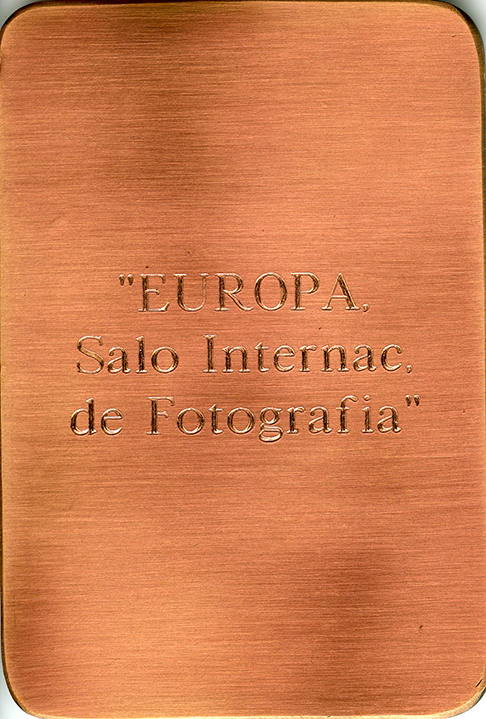 "EUROPA,
Salo Internac.
de Fotografia"